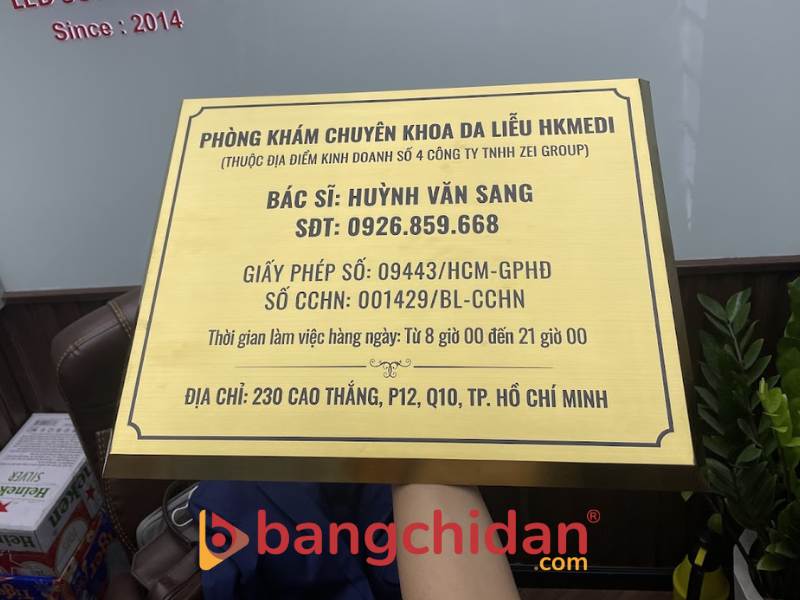 Since : 2014
PHÒNG KHÁM CHUYÊN KHOA DA LIỄU HKMEDI
(THUỘC ĐỊA ĐIỂM KINH DOANH SỐ 4 CÔNG TY TNHH ZEI GROUP)
BÁC SĨ: HUỲNH VĂN SANG
SĐT: 0926.859.668
GIẤY PHÉP SỐ: 09443/HCM-GPHĐ
SỐ CCHN: 001429/BL-CCHN
Thời gian làm việc hàng ngày: Từ 8 giờ 00 đến 21 giờ 00
ĐỊA CHỈ: 230 CAO THẮNG, P12, Q10, TP. HỒ CHÍ MINH
Heineken
SILVER
bangchidan®
.com